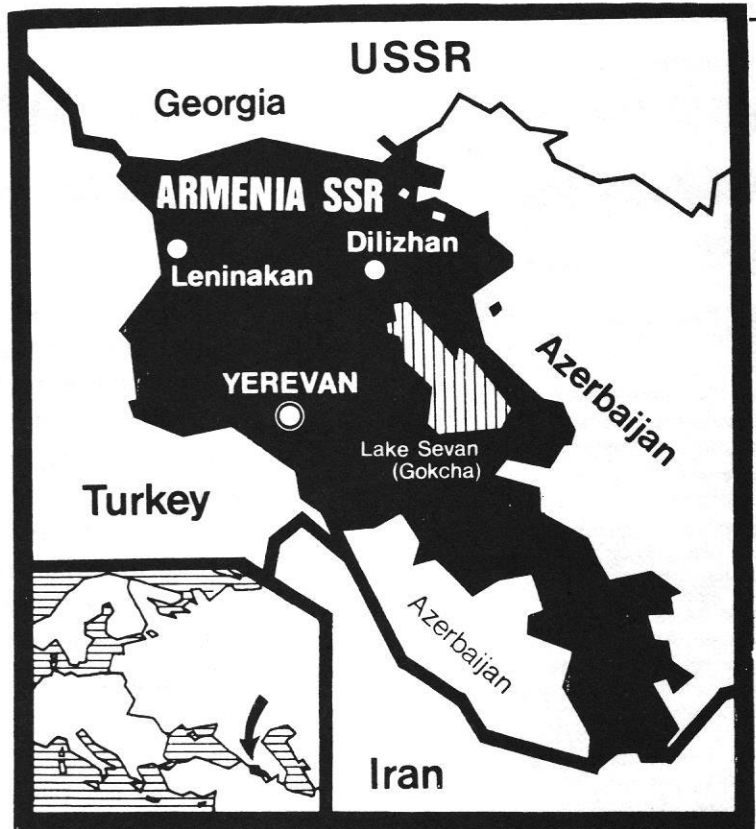 USSR
Georgia
ARMENIA SSR
Dilizhan
Leninakan
Azerbaijan
YEREVAN
Lake Sevan
(Gokcha)
Turkey
Azerbaijan
Iran